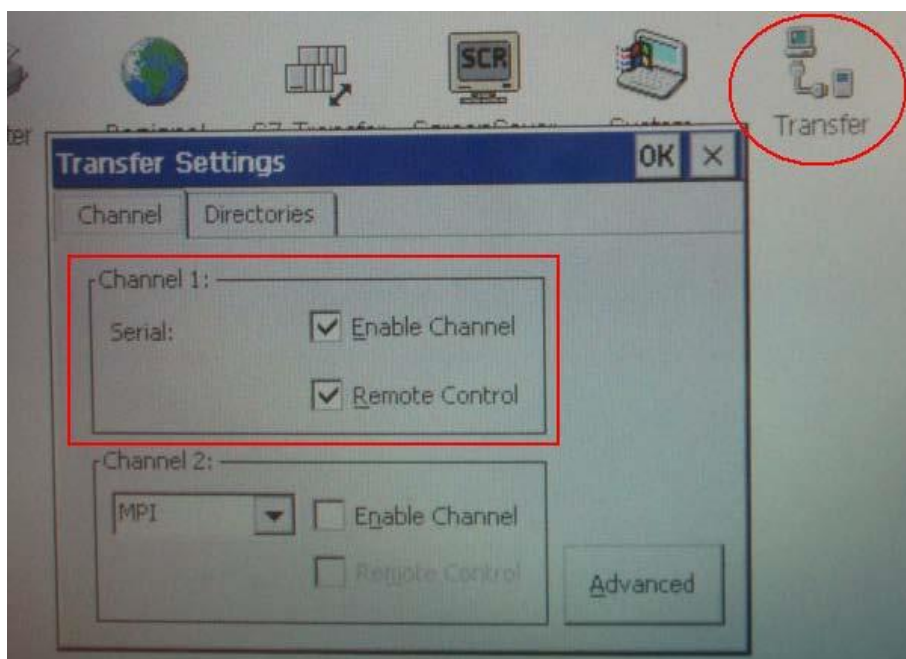 SCR
Transfer
Transfer Settings
OK ×
Channel
Directories
Channel 1:
Serial:
Enable Channel
Remote Control
Channel 2:
MPI
Enable Channel
Remote Control
Advanced